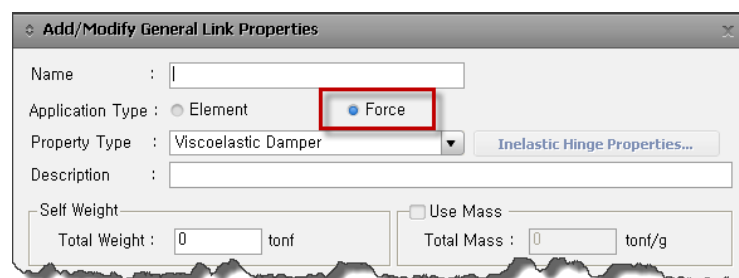 Add/Modify General Link Properties
Name :
Application Type : Element Force
Property Type : Viscoelastic Damper Inelastic Hinge Properties...
Description :
Self Weight Use Mass
Total Weight : 0 tonf Total Mass : 0 tonf/g